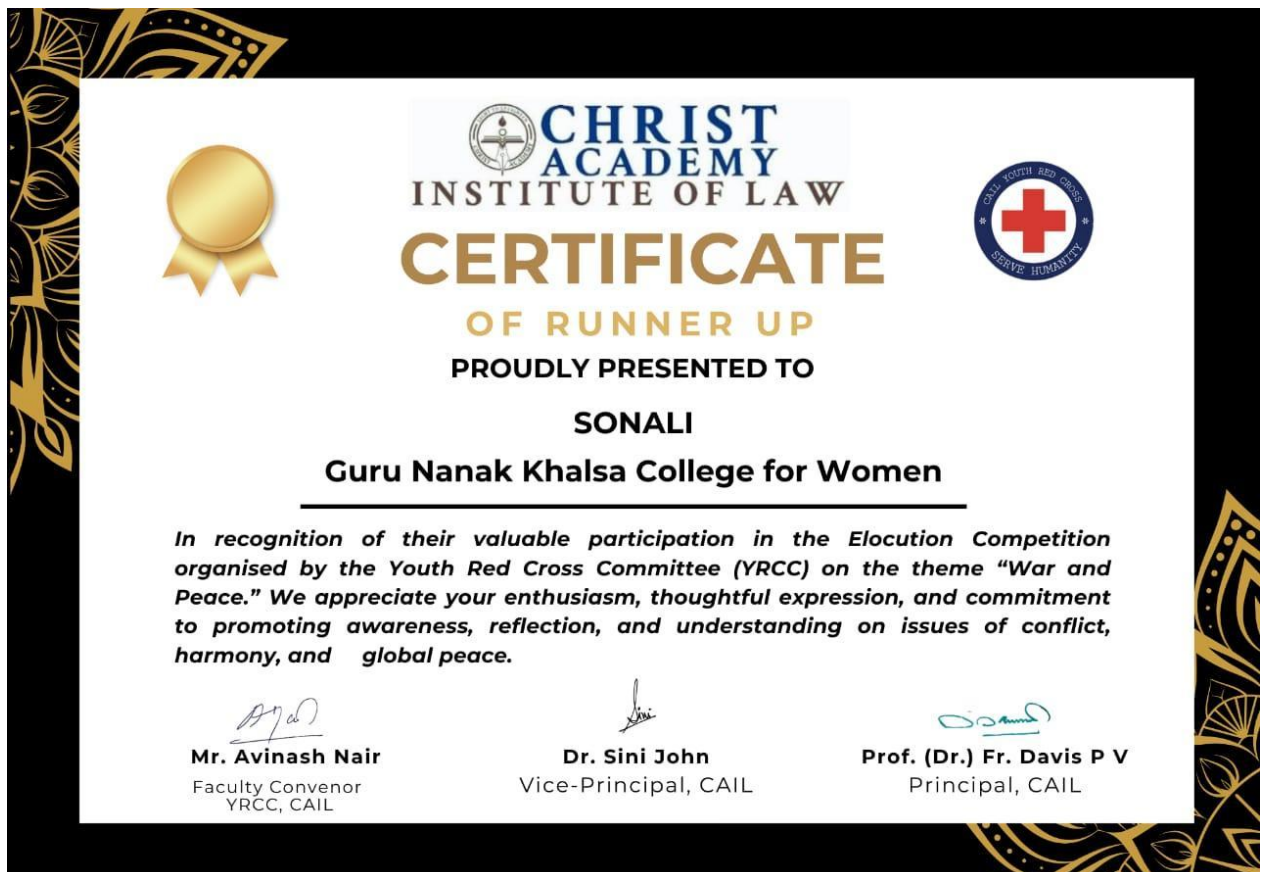 CHRIST
ACADEMY
INSTITUTE OF LAW
CAIL YOUTH RED CROSS
SERVE HUMANITY
CERTIFICATE
OF RUNNER UP
PROUDLY PRESENTED TO
SONALI
Guru Nanak Khalsa College for Women
In recognition of their valuable participation in the Elocution Competition
organised by the Youth Red Cross Committee (YRCC) on the theme “War and
Peace.” We appreciate your enthusiasm, thoughtful expression, and commitment
to promoting awareness, reflection, and understanding on issues of conflict,
harmony, and global peace.
Sini
Mr. Avinash Nair
Faculty Convenor
YRCC, CAIL
Dr. Sini John
Vice-Principal, CAIL
Prof. (Dr.) Fr. Davis P V
Principal, CAIL